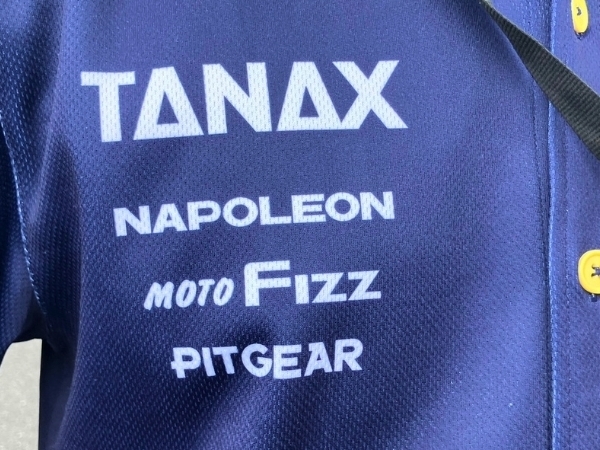 TANAX
NAPOLEON
MOTO FIZZ
PITGEAR